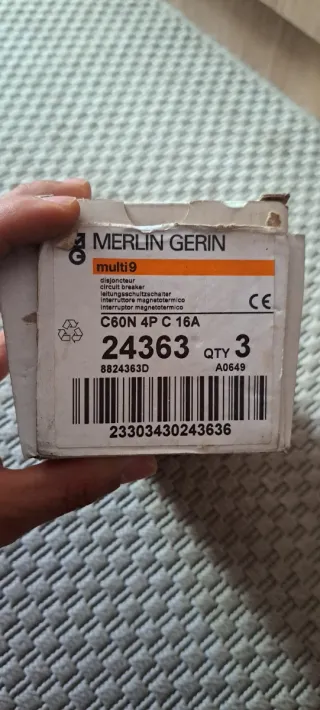 MERLIN GERIN
multi9
disjoncteur
circuit breaker
leitungsschutzschalter
interruttore magnetotermico
interruptor magnetotermico
CE
C60N 4P C 16A
24363 QTY 3
8824363D A0649
23303430243636